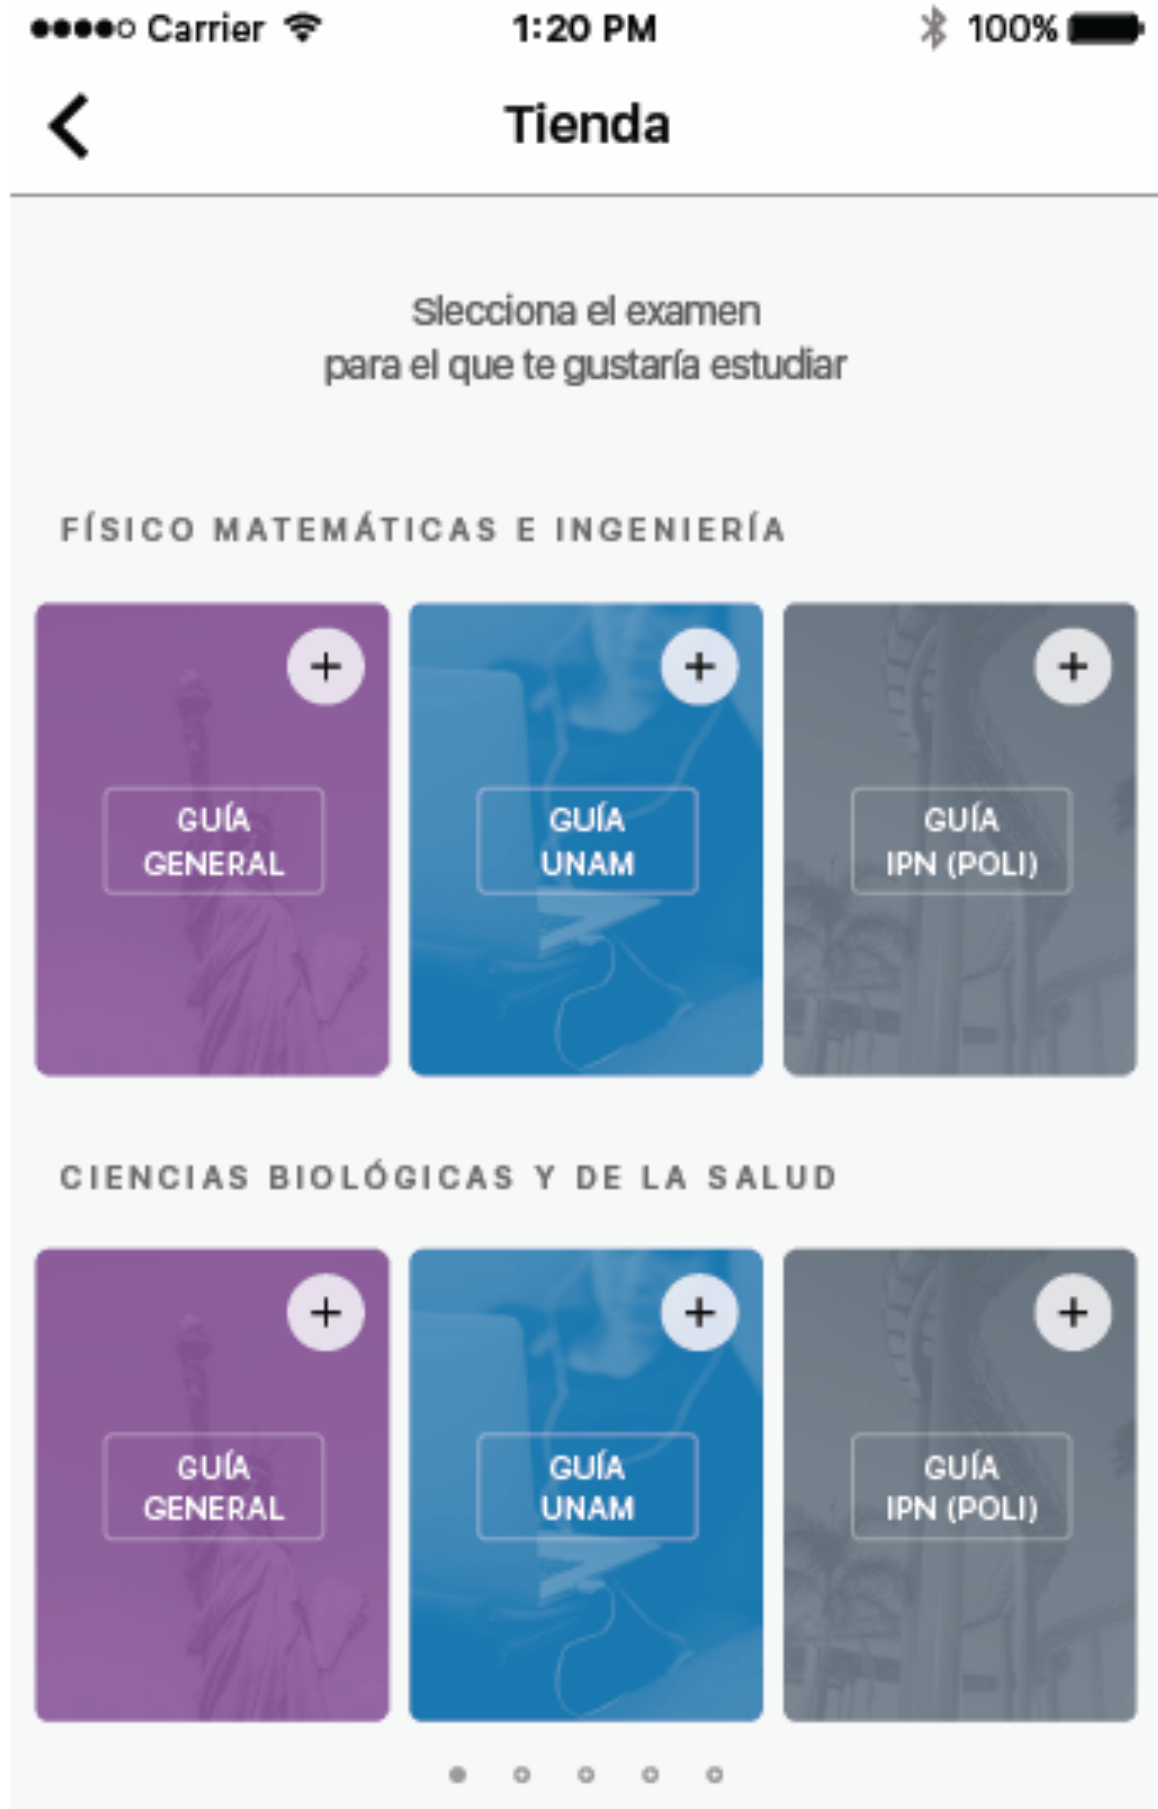 Carrier 1:20 PM 100%
Tienda
Slecciona el examen
para el que te gustaría estudiar
FÍSICO MATEMÁTICAS E INGENIERÍA
GUÍA
GENERAL
GUÍA
UNAM
GUÍA
IPN (POLI)
CIENCIAS BIOLÓGICAS Y DE LA SALUD
GUÍA
GENERAL
GUÍA
UNAM
GUÍA
IPN (POLI)